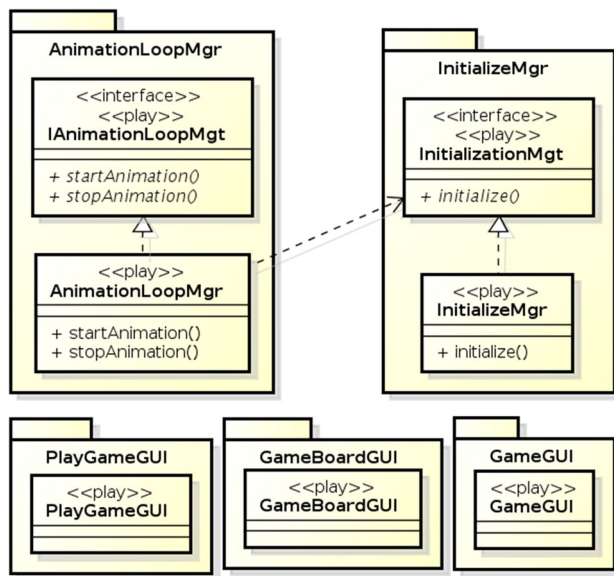 AnimationLoopMgr
<<interface>>
<<play>>
IAnimationLoopMgt
+ startAnimation()
+ stopAnimation()
<<play>>
AnimationLoopMgr
+ startAnimation()
+ stopAnimation()
InitializeMgr
<<interface>>
<<play>>
InitializationMgt
+ initialize()
<<play>>
InitializeMgr
+ initialize()
PlayGameGUI
<<play>>
PlayGameGUI
GameBoardGUI
<<play>>
GameBoardGUI
GameGUI
<<play>>
GameGUI